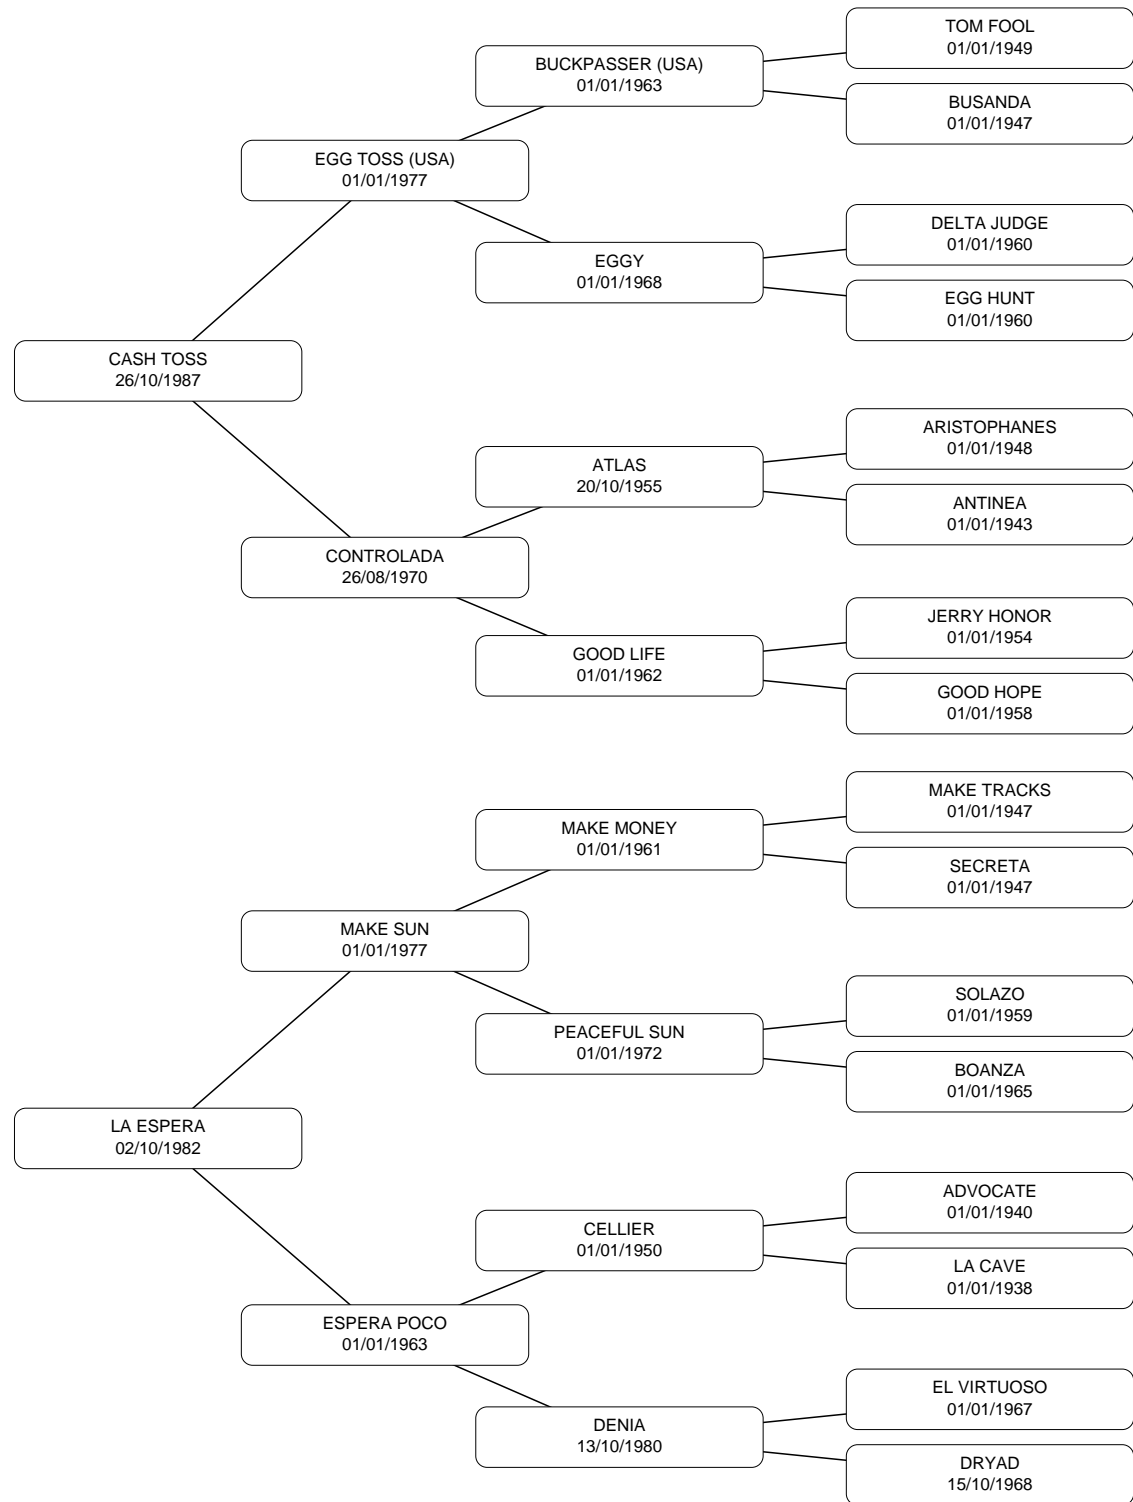 TOM FOOL
01/01/1949
BUCKPASSER (USA)
01/01/1963
BUSANDA
01/01/1947
EGG TOSS (USA)
01/01/1977
DELTA JUDGE
01/01/1960
EGGY
01/01/1968
EGG HUNT
01/01/1960
CASH TOSS
26/10/1987
ARISTOPHANES
01/01/1948
ATLAS
20/10/1955
ANTINEA
01/01/1943
CONTROLADA
26/08/1970
JERRY HONOR
01/01/1954
GOOD LIFE
01/01/1962
GOOD HOPE
01/01/1958
MAKE TRACKS
01/01/1947
MAKE MONEY
01/01/1961
SECRETA
01/01/1947
MAKE SUN
01/01/1977
SOLAZO
01/01/1959
PEACEFUL SUN
01/01/1972
BOANZA
01/01/1965
LA ESPERA
02/10/1982
ADVOCATE
01/01/1940
CELLIER
01/01/1950
LA CAVE
01/01/1938
ESPERA POCO
01/01/1963
EL VIRTUOSO
01/01/1967
DENIA
13/10/1980
DRYAD
15/10/1968